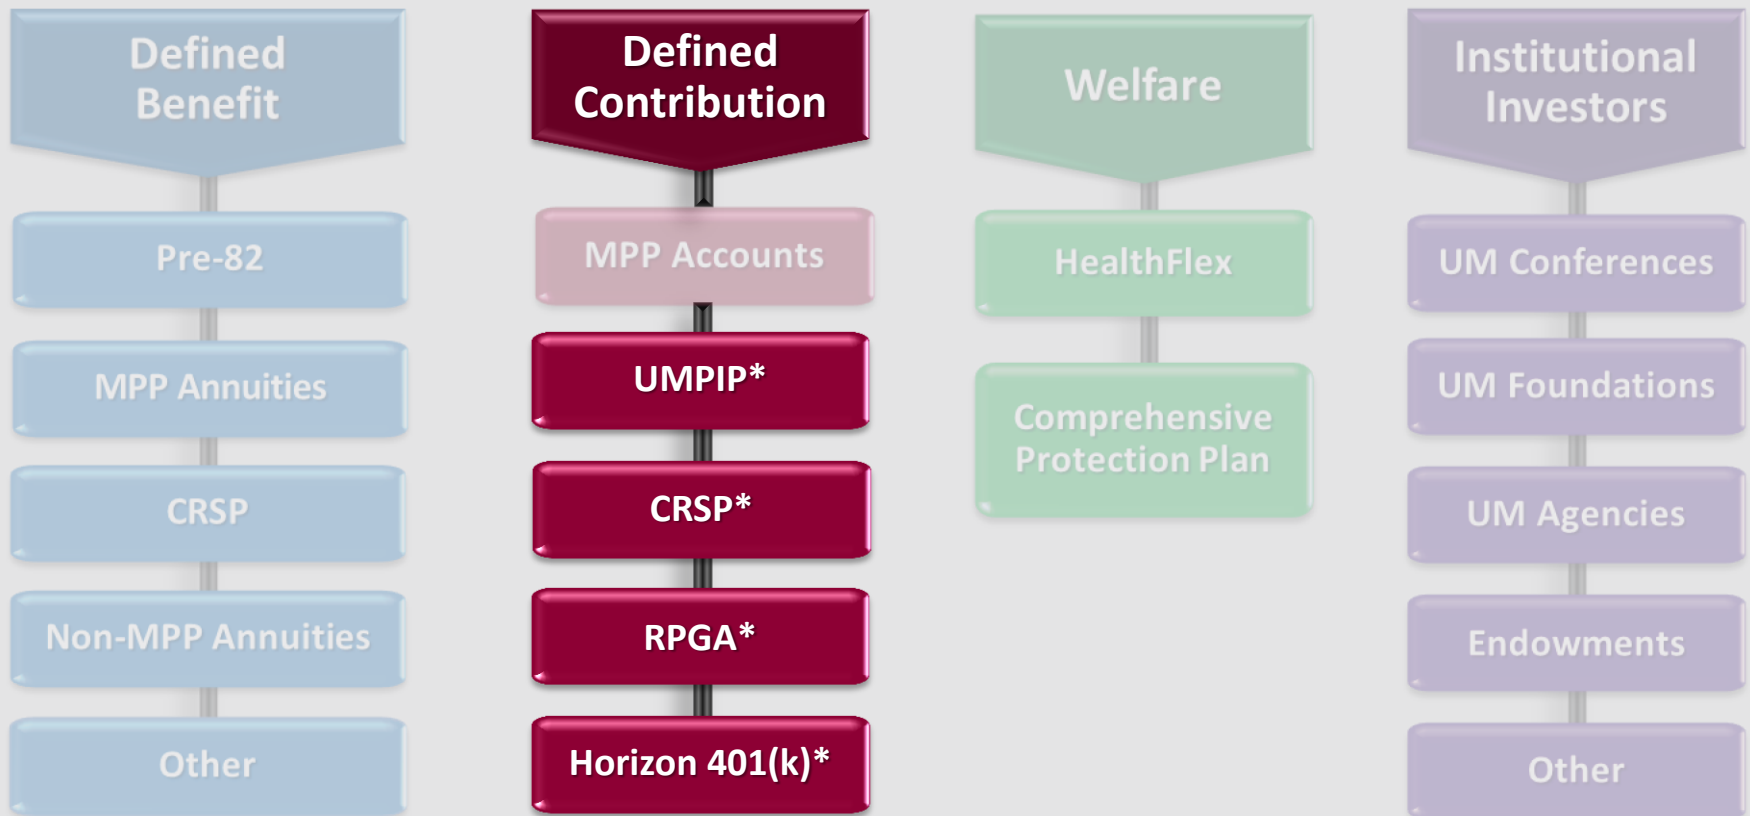 Defined
Benefit
Pre-82
MPP Annuities
CRSP
Non-MPP Annuities
Other
Defined
Contribution
MPP Accounts
UMPIP*
CRSP*
RPGA*
Horizon 401(k)*
Welfare
HealthFlex
Comprehensive
Protection Plan
Institutional
Investors
UM Conferences
UM Foundations
UM Agencies
Endowments
Other